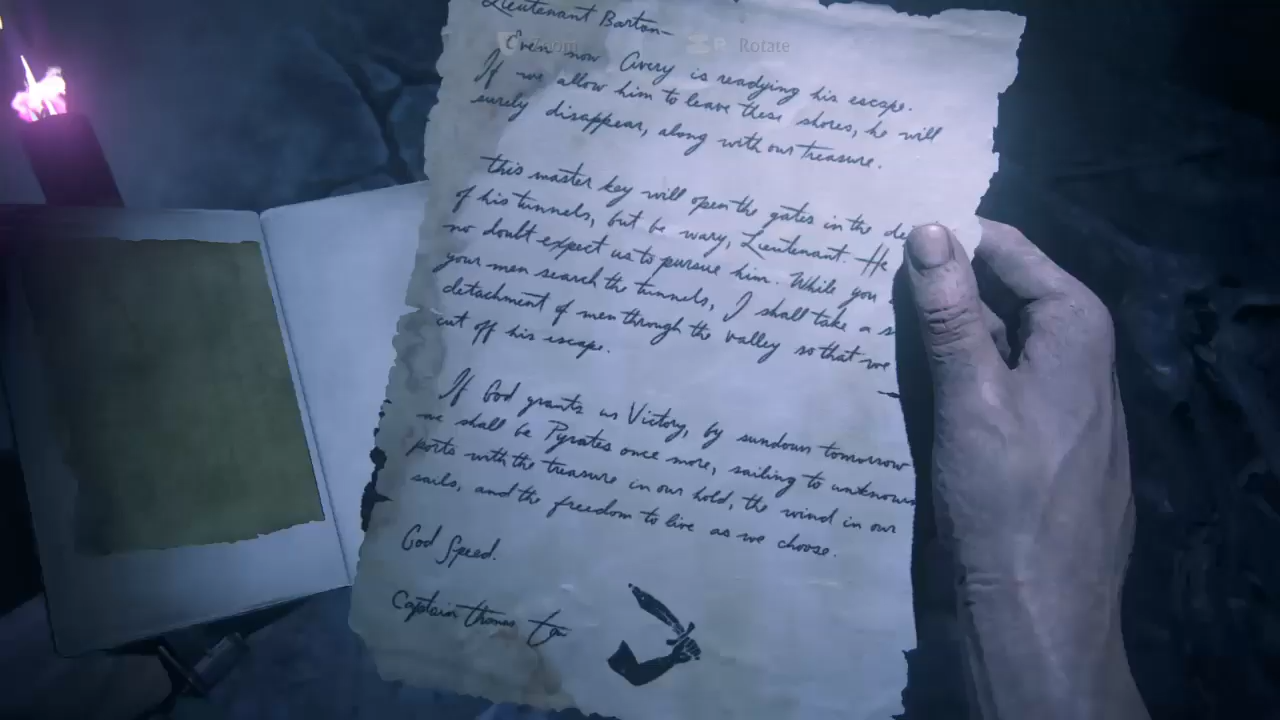 Lieutenant Barton–
Zoom R Rotate
Even now Avery is readying his escape.
If we allow him to leave these shores, he will
surely disappear, along with our treasure.
This master key will open the gates in the de
of his tunnels, but be wary, Lieutenant. He
no doubt expect us to pursue him. While you
your men search the tunnels, I shall take a s
detachment of men through the valley so that we
cut off his escape.
If God grants us Victory, by sundown tomorrow
we shall be Pyrates once more, sailing to unknown
ports with the treasure in our hold, the wind in our
sails, and the freedom to live as we choose.
God Speed.
Captain Thomas